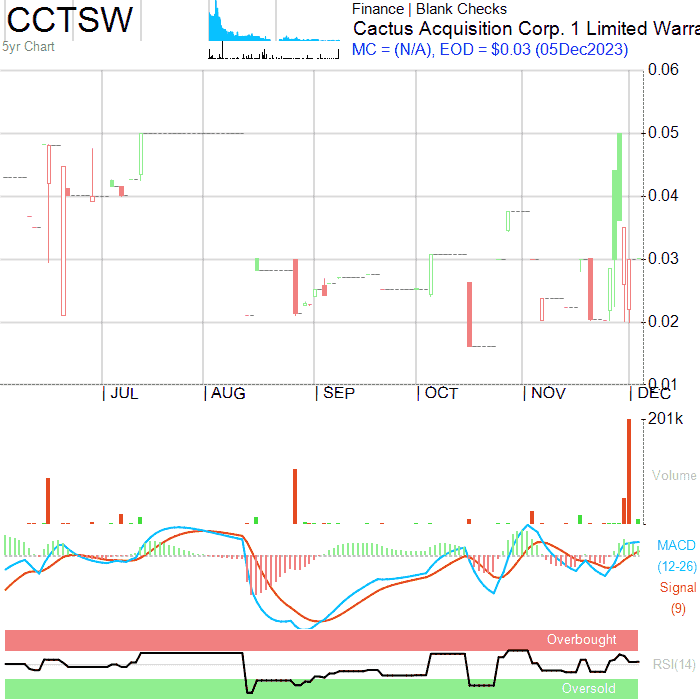 CCTSW
5yr Chart
Finance | Blank Checks
Cactus Acquisition Corp. 1 Limited Warra
MC = (N/A), EOD = $0.03 (05Dec2023)
0.06
0.05
0.04
0.03
0.02
0.01
JUL AUG SEP OCT NOV DEC
201k
Volume
MACD
(12-26)
Signal
(9)
Overbought
RSI(14)
Oversold